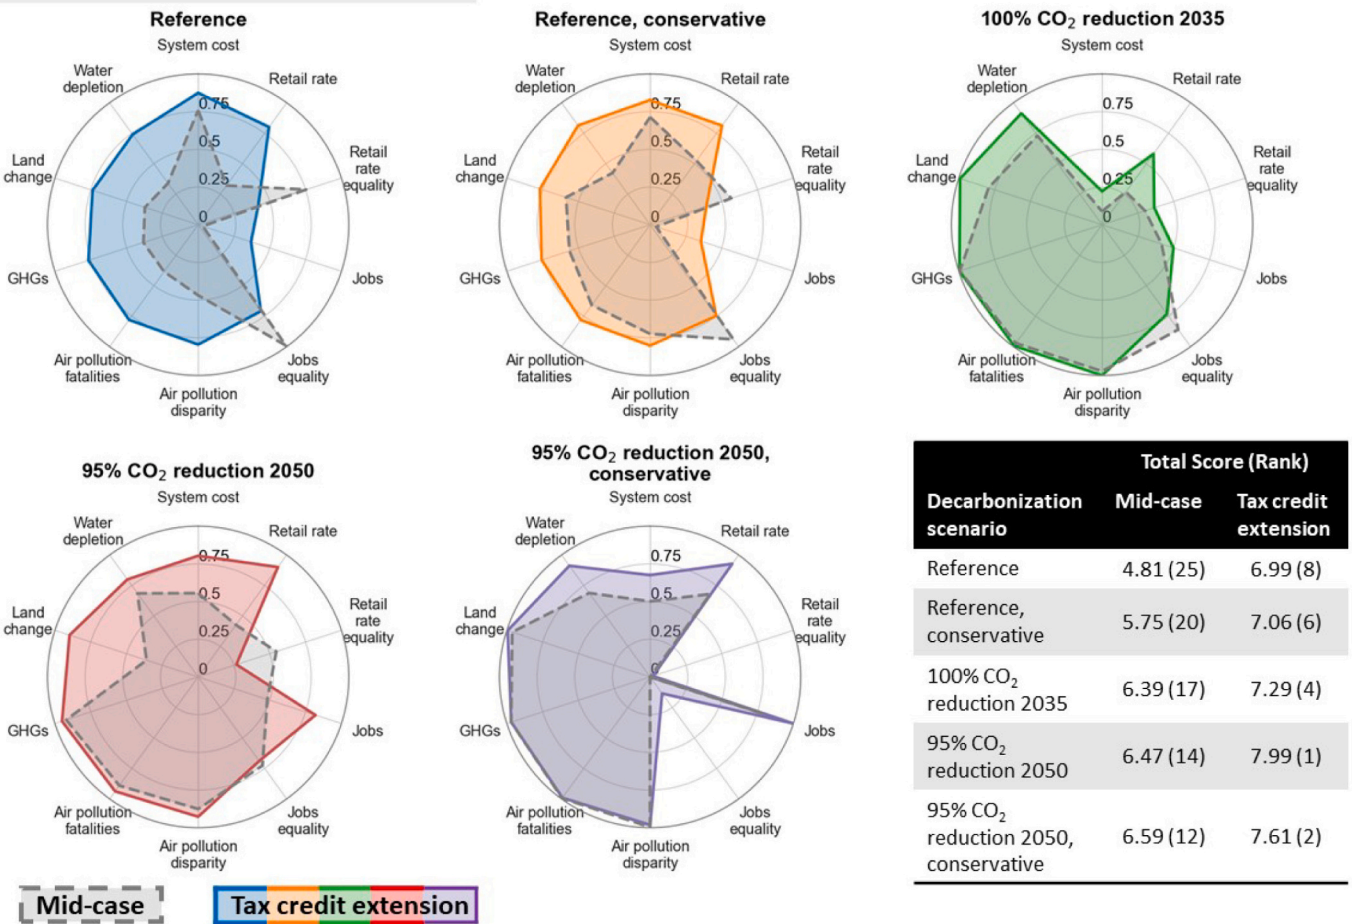 Reference
System cost
Retail rate
Retail
rate
equality
Jobs
Jobs
equality
Air pollution
disparity
Air pollution
fatalities
GHGs
Land
change
Water
depletion
0.75
0.5
0.25
0
Reference, conservative
System cost
Retail rate
Retail
rate
equality
Jobs
Jobs
equality
Air pollution
disparity
Air pollution
fatalities
GHGs
Land
change
Water
depletion
0.75
0.5
0.25
0
100% CO₂ reduction 2035
System cost
Retail rate
Retail
rate
equality
Jobs
Jobs
equality
Air pollution
disparity
Air pollution
fatalities
GHGs
Land
change
Water
depletion
0.75
0.5
0.25
0
95% CO₂ reduction 2050
System cost
Retail rate
Retail
rate
equality
Jobs
Jobs
equality
Air pollution
disparity
Air pollution
fatalities
GHGs
Land
change
Water
depletion
0.75
0.5
0.25
0
95% CO₂ reduction 2050,
conservative
System cost
Retail rate
Retail
rate
equality
Jobs
Jobs
equality
Air pollution
disparity
Air pollution
fatalities
GHGs
Land
change
Water
depletion
0.75
0.5
0.25
0
Total Score (Rank)
Decarbonization Mid-case Tax credit
scenario extension
Reference 4.81 (25) 6.99 (8)
Reference,
conservative 5.75 (20) 7.06 (6)
100% CO₂
reduction 2035 6.39 (17) 7.29 (4)
95% CO₂
reduction 2050 6.47 (14) 7.99 (1)
95% CO₂
reduction 2050, 6.59 (12) 7.61 (2)
conservative
Mid-case
Tax credit extension